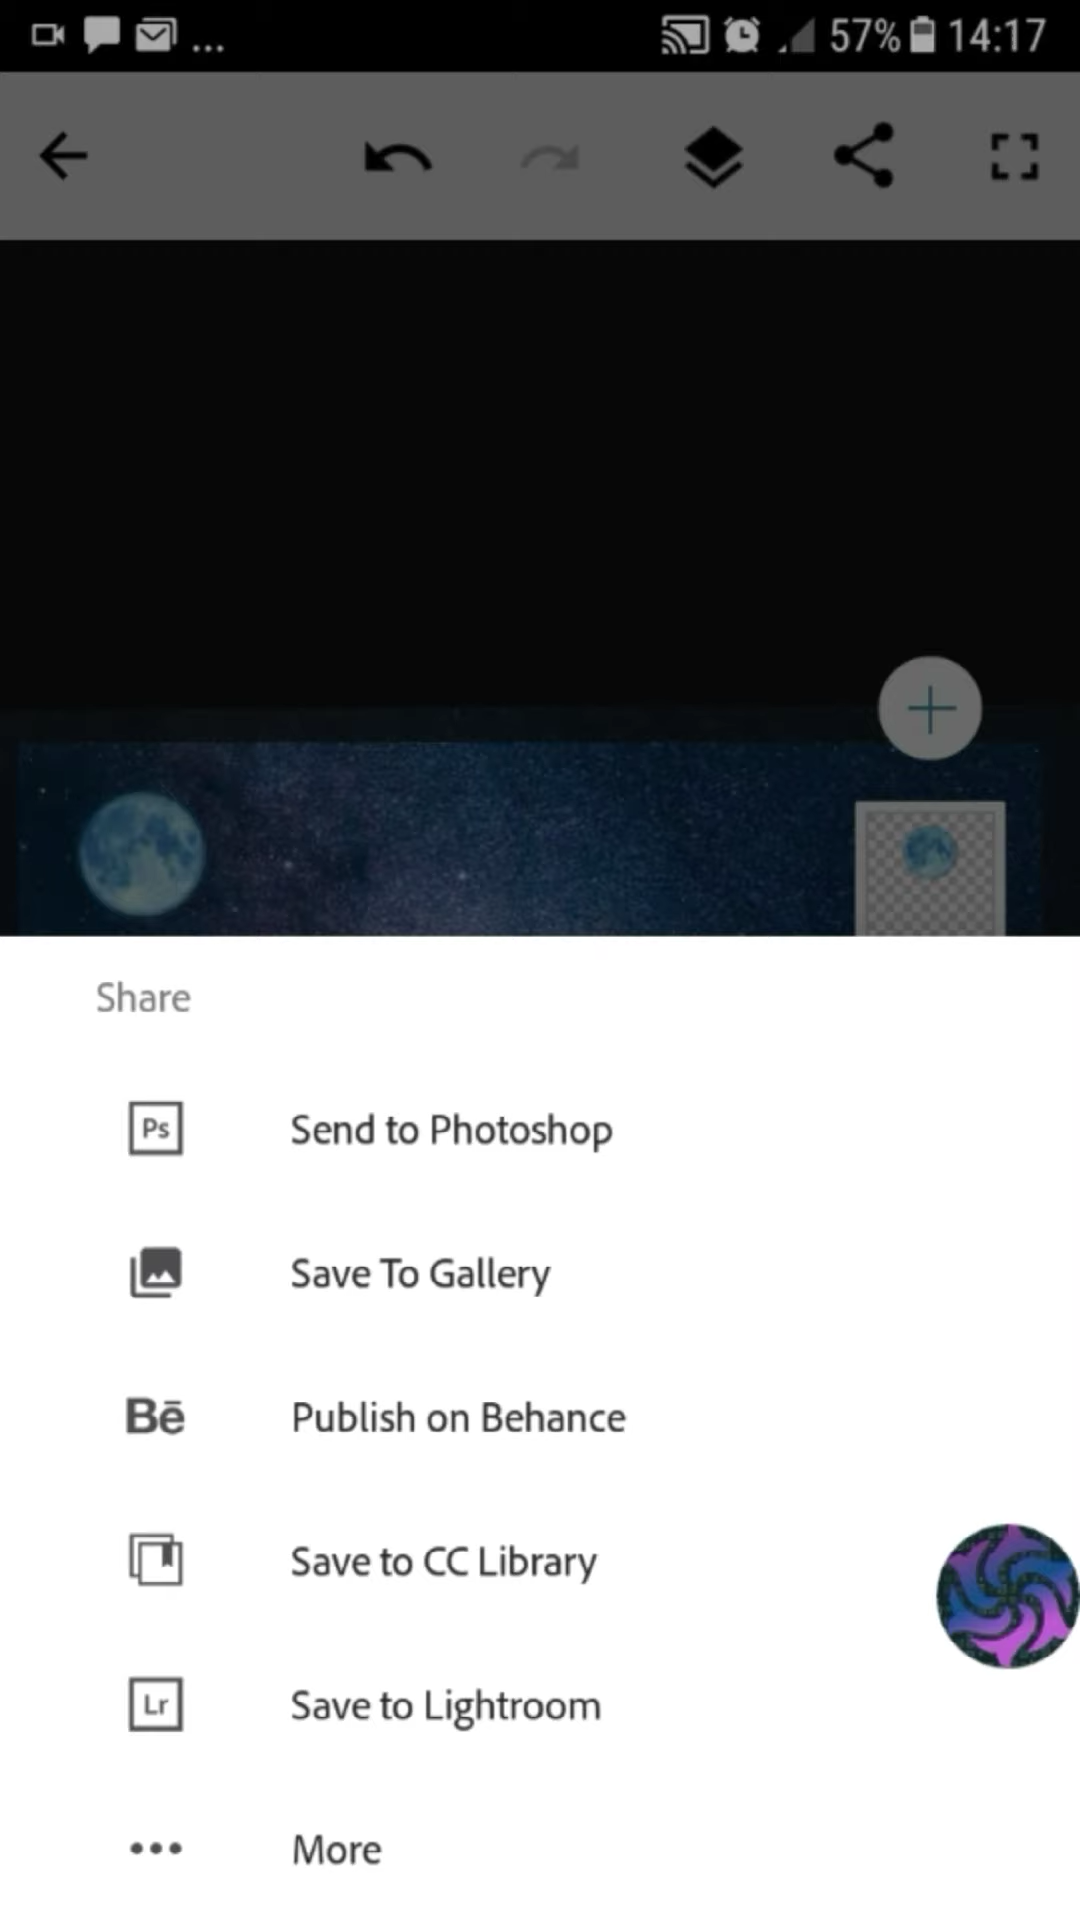 57% 14:17
Share
Ps Send to Photoshop
Save To Gallery
Bē Publish on Behance
Save to CC Library
Lr Save to Lightroom
More